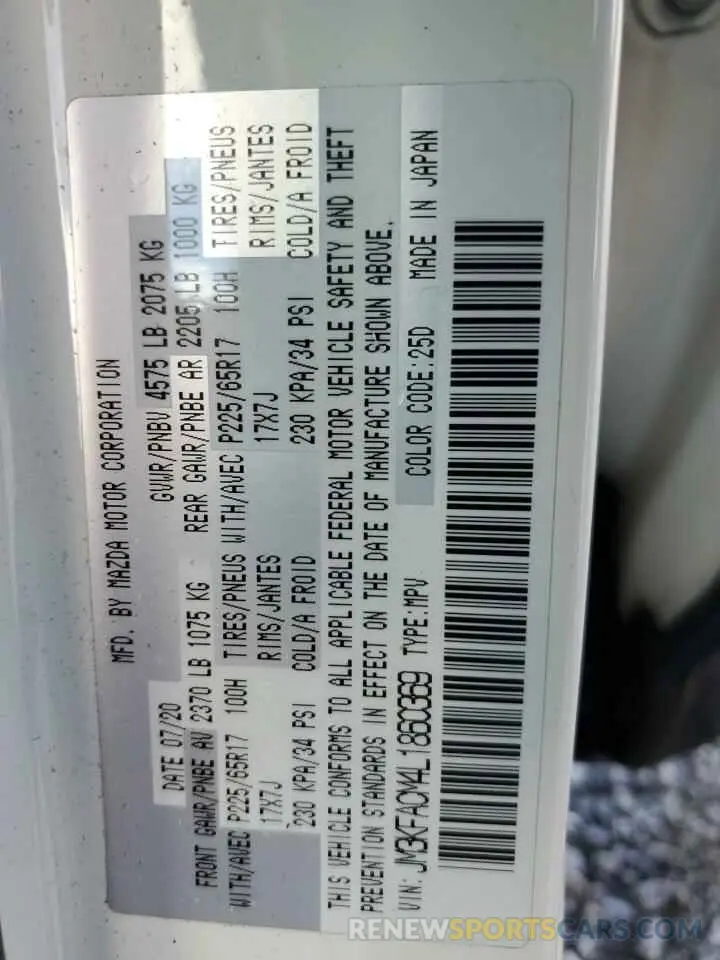 MFD. BY MAZDA MOTOR CORPORATION
DATE 07/20 GVWR/PNBV 4575 LB 2075 KG
FRONT GAWR/PNBE AV 2370 LB 1075 KG REAR GAWR/PNBE AR 2205 LB 1000 KG
WITH/AVEC P225/65R17 100H TIRES/PNEUS WITH/AVEC P225/65R17 100H TIRES/PNEUS
17X7J RIMS/JANTES 17X7J RIMS/JANTES
230 KPA/34 PSI COLD/A FROID 230 KPA/34 PSI COLD/A FROID
THIS VEHICLE CONFORMS TO ALL APPLICABLE FEDERAL MOTOR VEHICLE SAFETY AND THEFT
PREVENTION STANDARDS IN EFFECT ON THE DATE OF MANUFACTURE SHOWN ABOVE.
VIN: JM3KFACM4L1860369 TYPE:MPV COLOR CODE:25D MADE IN JAPAN
RENEWSPORTSCARS.COM